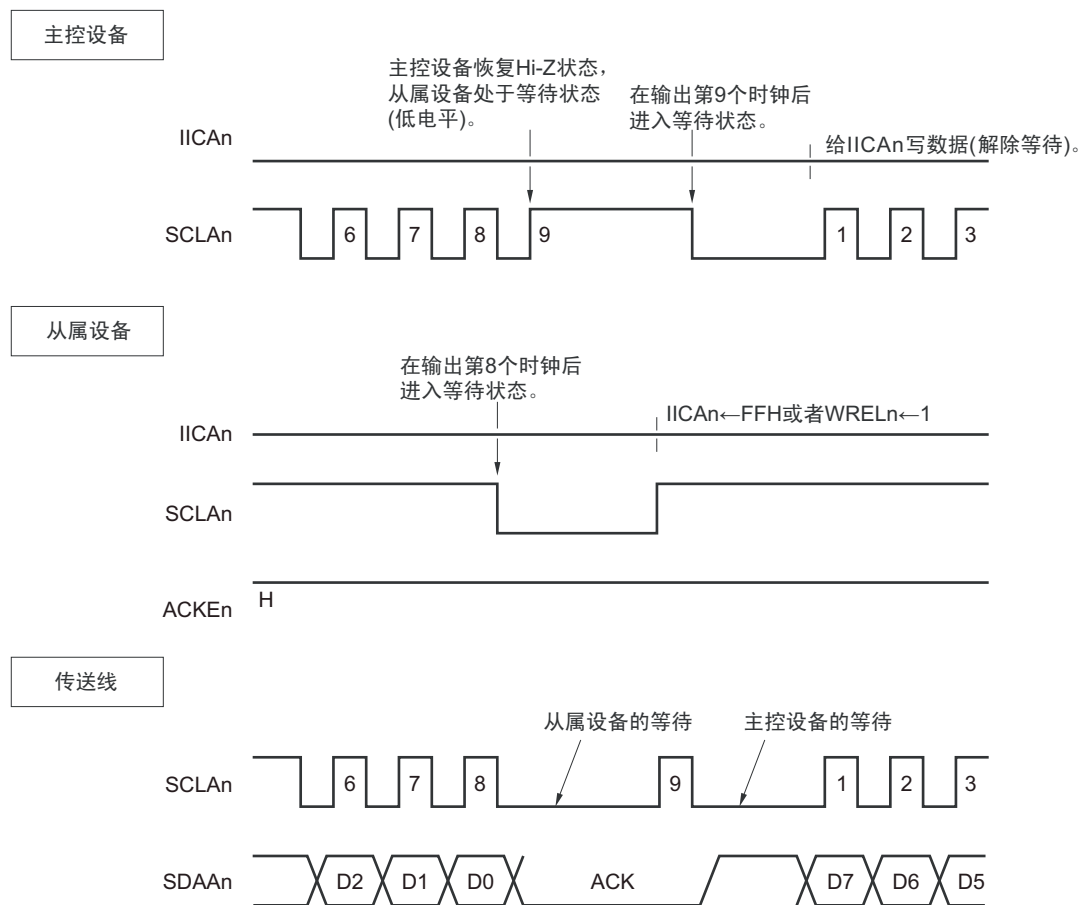 主控设备
主控设备恢复Hi-Z状态，
从属设备处于等待状态
(低电平)。
在输出第9个时钟后
进入等待状态。
IICAn
给IICAn写数据(解除等待)。
SCLAn
6
7
8
9
1
2
3
从属设备
在输出第8个时钟后
进入等待状态。
IICAn←FFH或者WRELn←1
IICAn
SCLAn
ACKEn
H
传送线
从属设备的等待
主控设备的等待
SCLAn
6
7
8
9
1
2
3
SDAAn
D2
D1
D0
ACK
D7
D6
D5